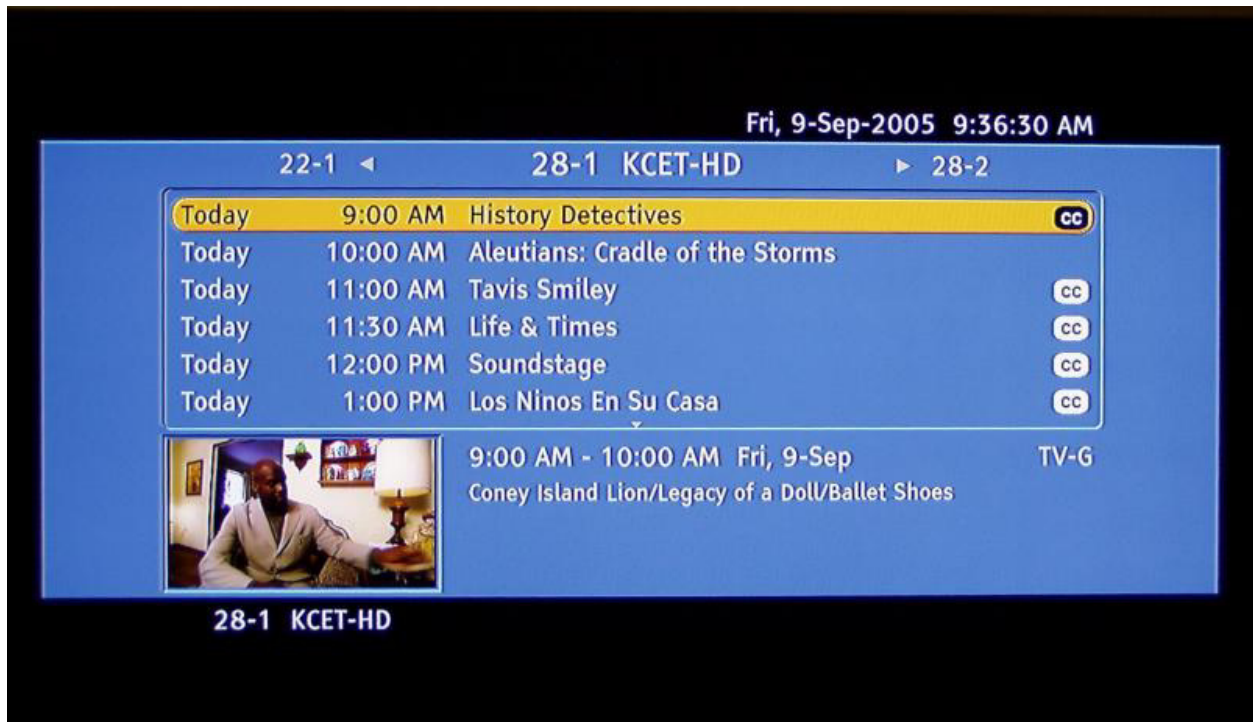 Fri, 9-Sep-2005 9:36:30 AM
22-1 ◄ 28-1 KCET-HD ► 28-2
Today 9:00 AM History Detectives CC
Today 10:00 AM Aleutians: Cradle of the Storms
Today 11:00 AM Tavis Smiley CC
Today 11:30 AM Life & Times CC
Today 12:00 PM Soundstage CC
Today 1:00 PM Los Ninos En Su Casa CC
9:00 AM - 10:00 AM Fri, 9-Sep TV-G
Coney Island Lion/Legacy of a Doll/Ballet Shoes
28-1 KCET-HD